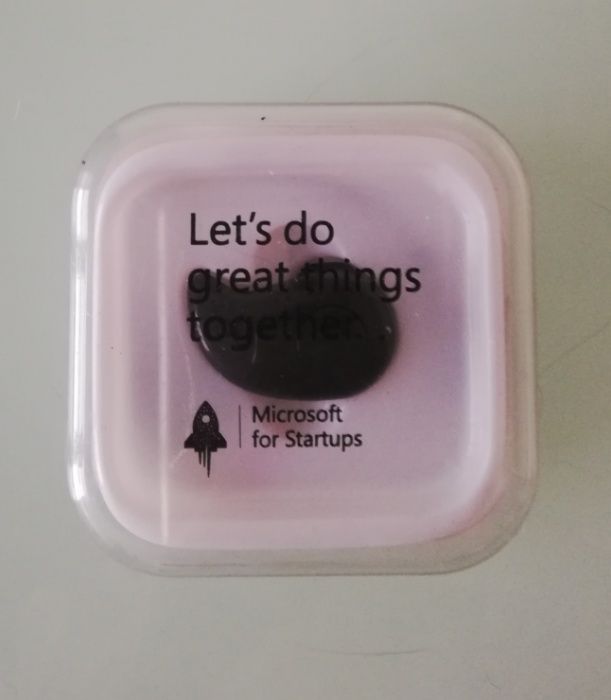 Let's do
great things
together.
Microsoft
for Startups